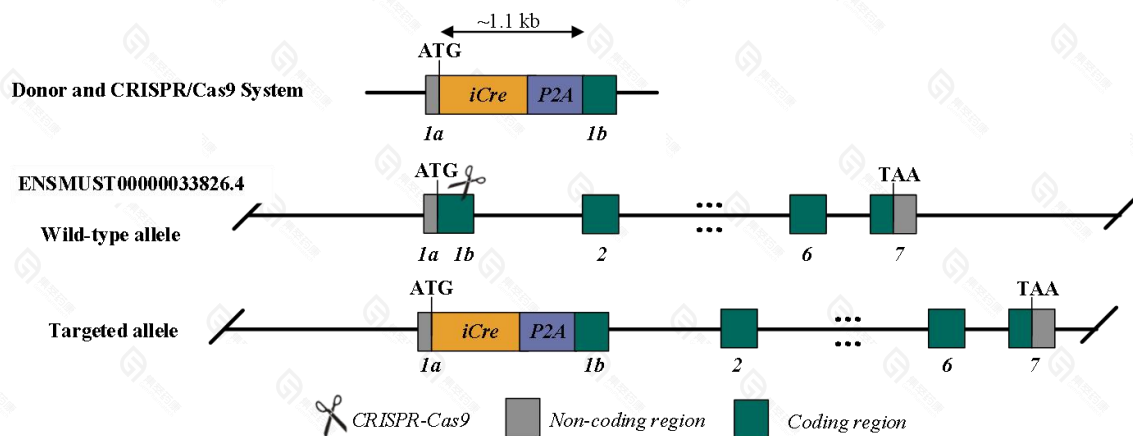 ~1.1 kb
ATG
Donor and CRISPR/Cas9 System
iCre P2A
1a 1b
ENSMUST00000033826.4
ATG TAA
Wild-type allele
1a 1b 2 ... ... 6 7
ATG TAA
Targeted allele
iCre P2A
1a 1b 2 ... ... 6 7
CRISPR-Cas9 Non-coding region Coding region